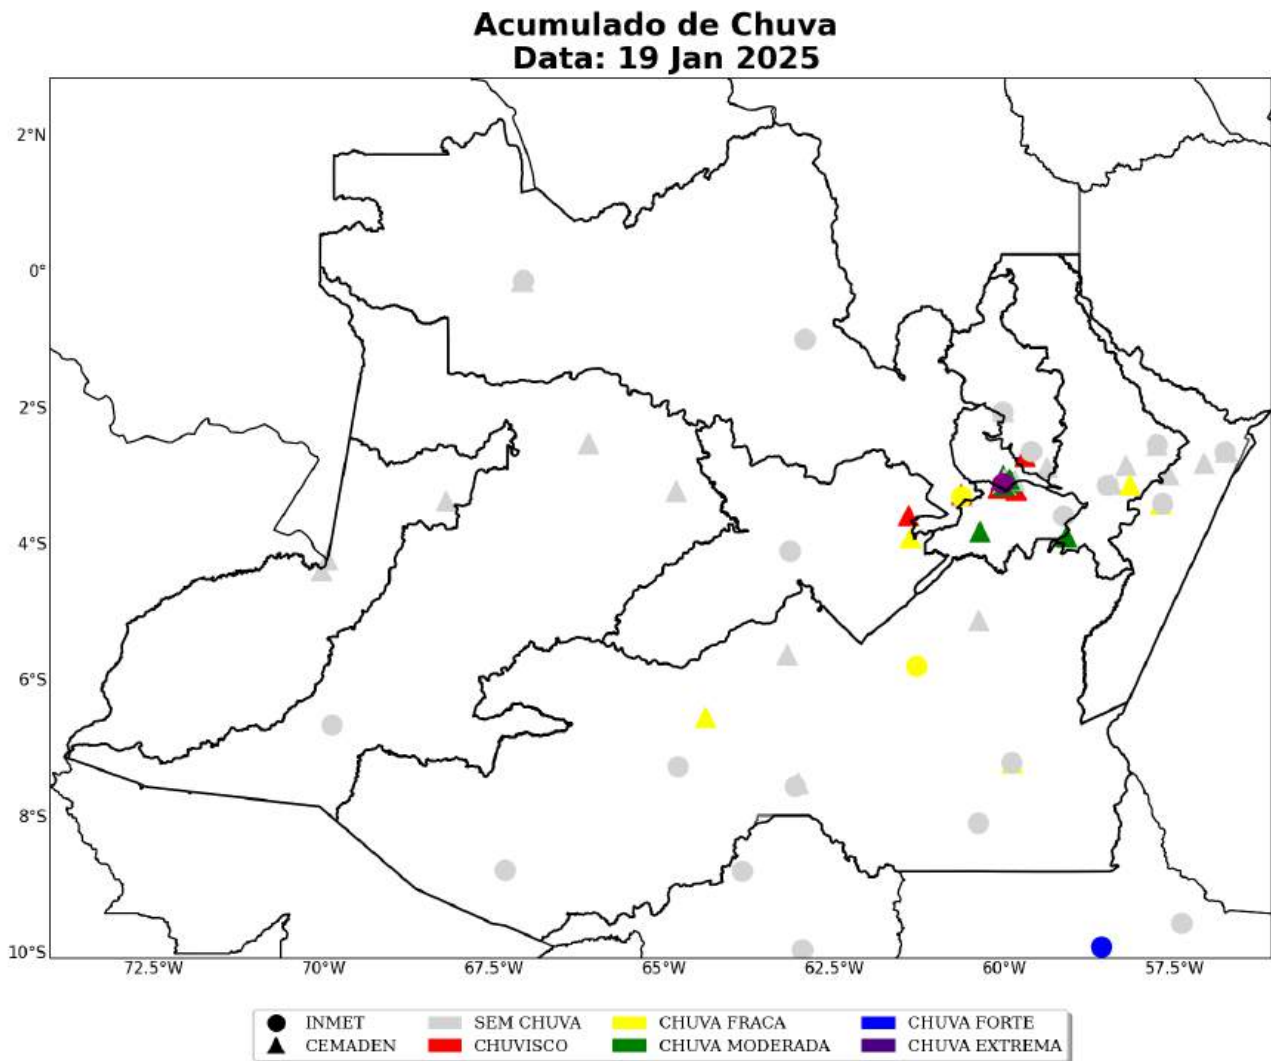 Acumulado de Chuva
Data: 19 Jan 2025
2°N
0°
2°S
4°S
6°S
8°S
10°S
72.5°W 70°W 67.5°W 65°W 62.5°W 60°W 57.5°W
INMET SEM CHUVA CHUVA FRACA CHUVA FORTE
CEMADEN CHUVISCO CHUVA MODERADA CHUVA EXTREMA